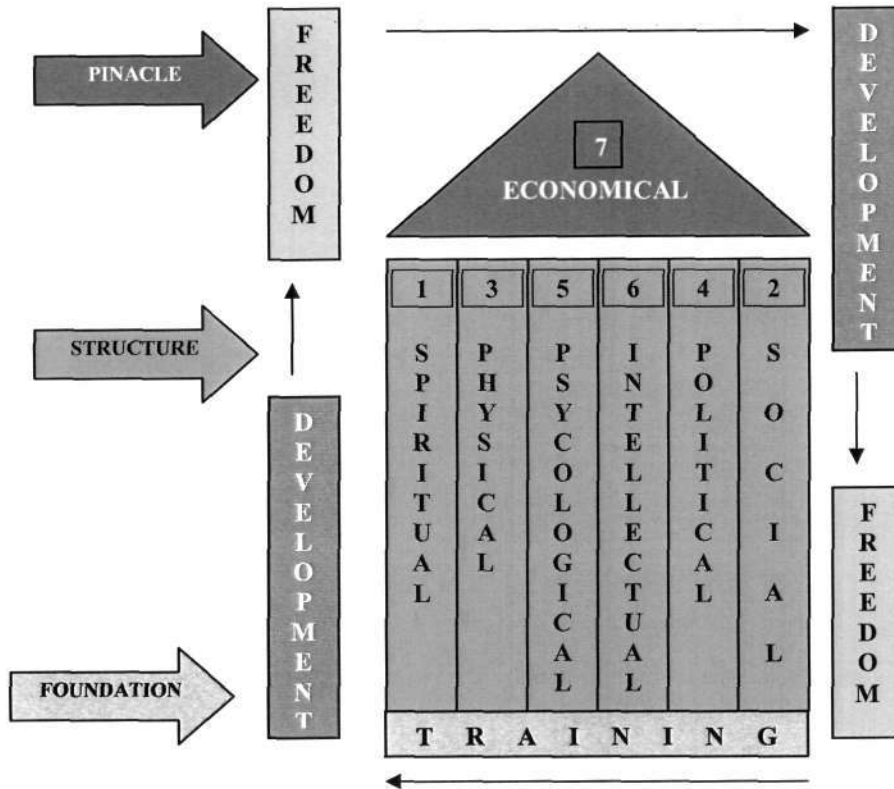 PINACLE
FREEDOM
DEVELOPMENT
7
ECONOMICAL
1 3 5 6 4 2
STRUCTURE
SPIRITUAL
PHYSICAL
PSYCOLOGICAL
INTELLECTUAL
POLITICAL
SOCIAL
DEVELOPMENT
FREEDOM
FOUNDATION
TRAINING